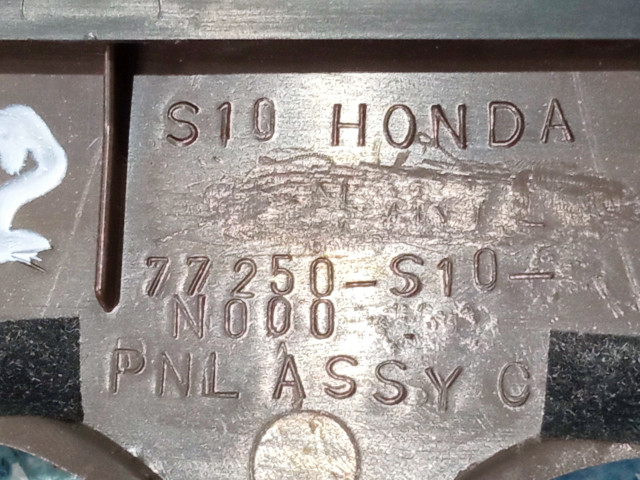 S10 HONDA
77250-S10-
N000
PNL ASSY C